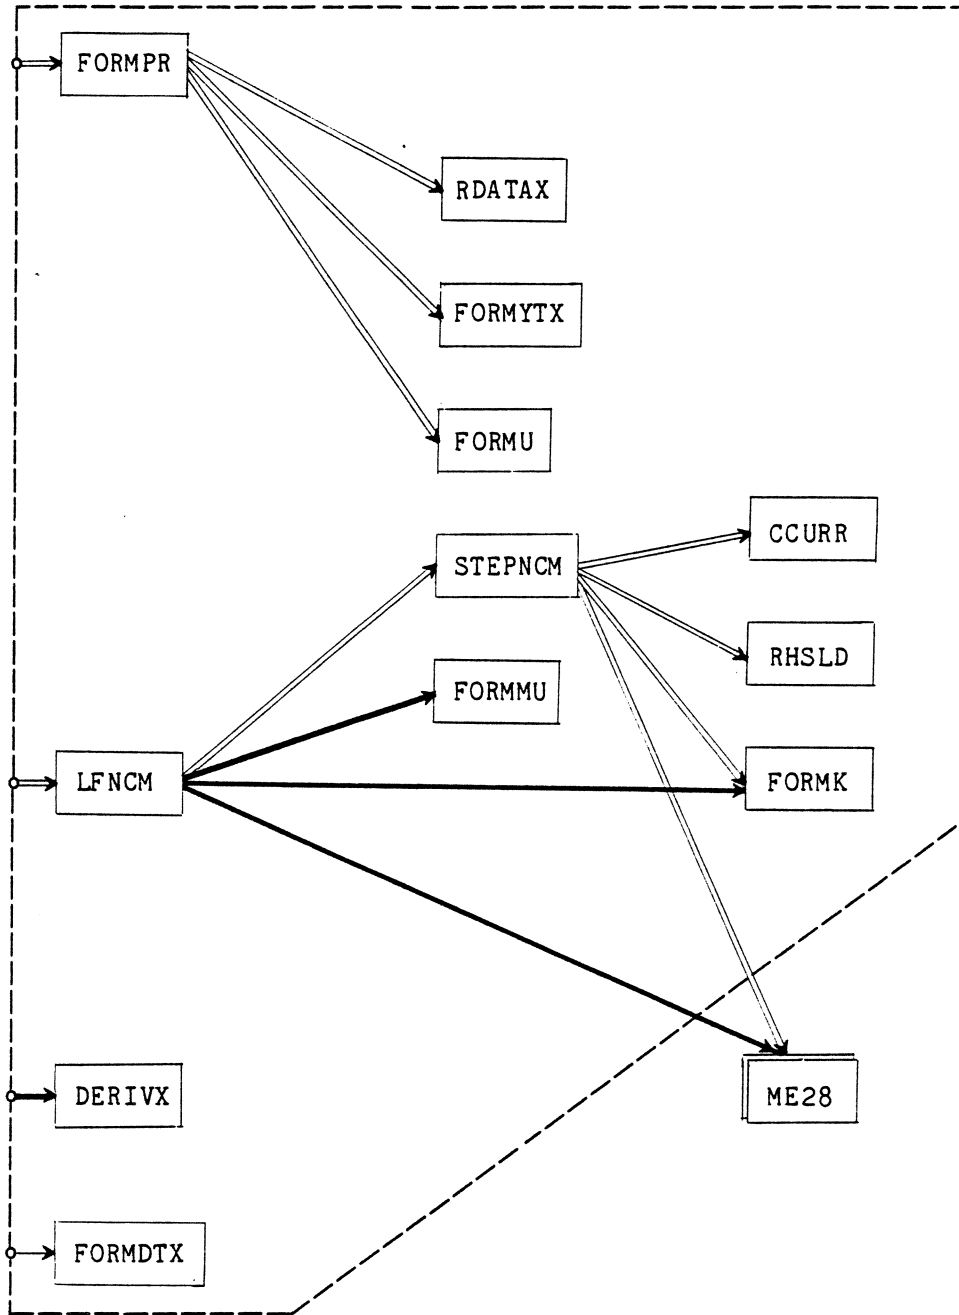 FORMPR
RDATAX
FORMYTX
FORMU
CCURR
STEPNCM
RHSLD
FORMMU
LFNCM
FORMK
DERIVX
ME28
FORMDTX